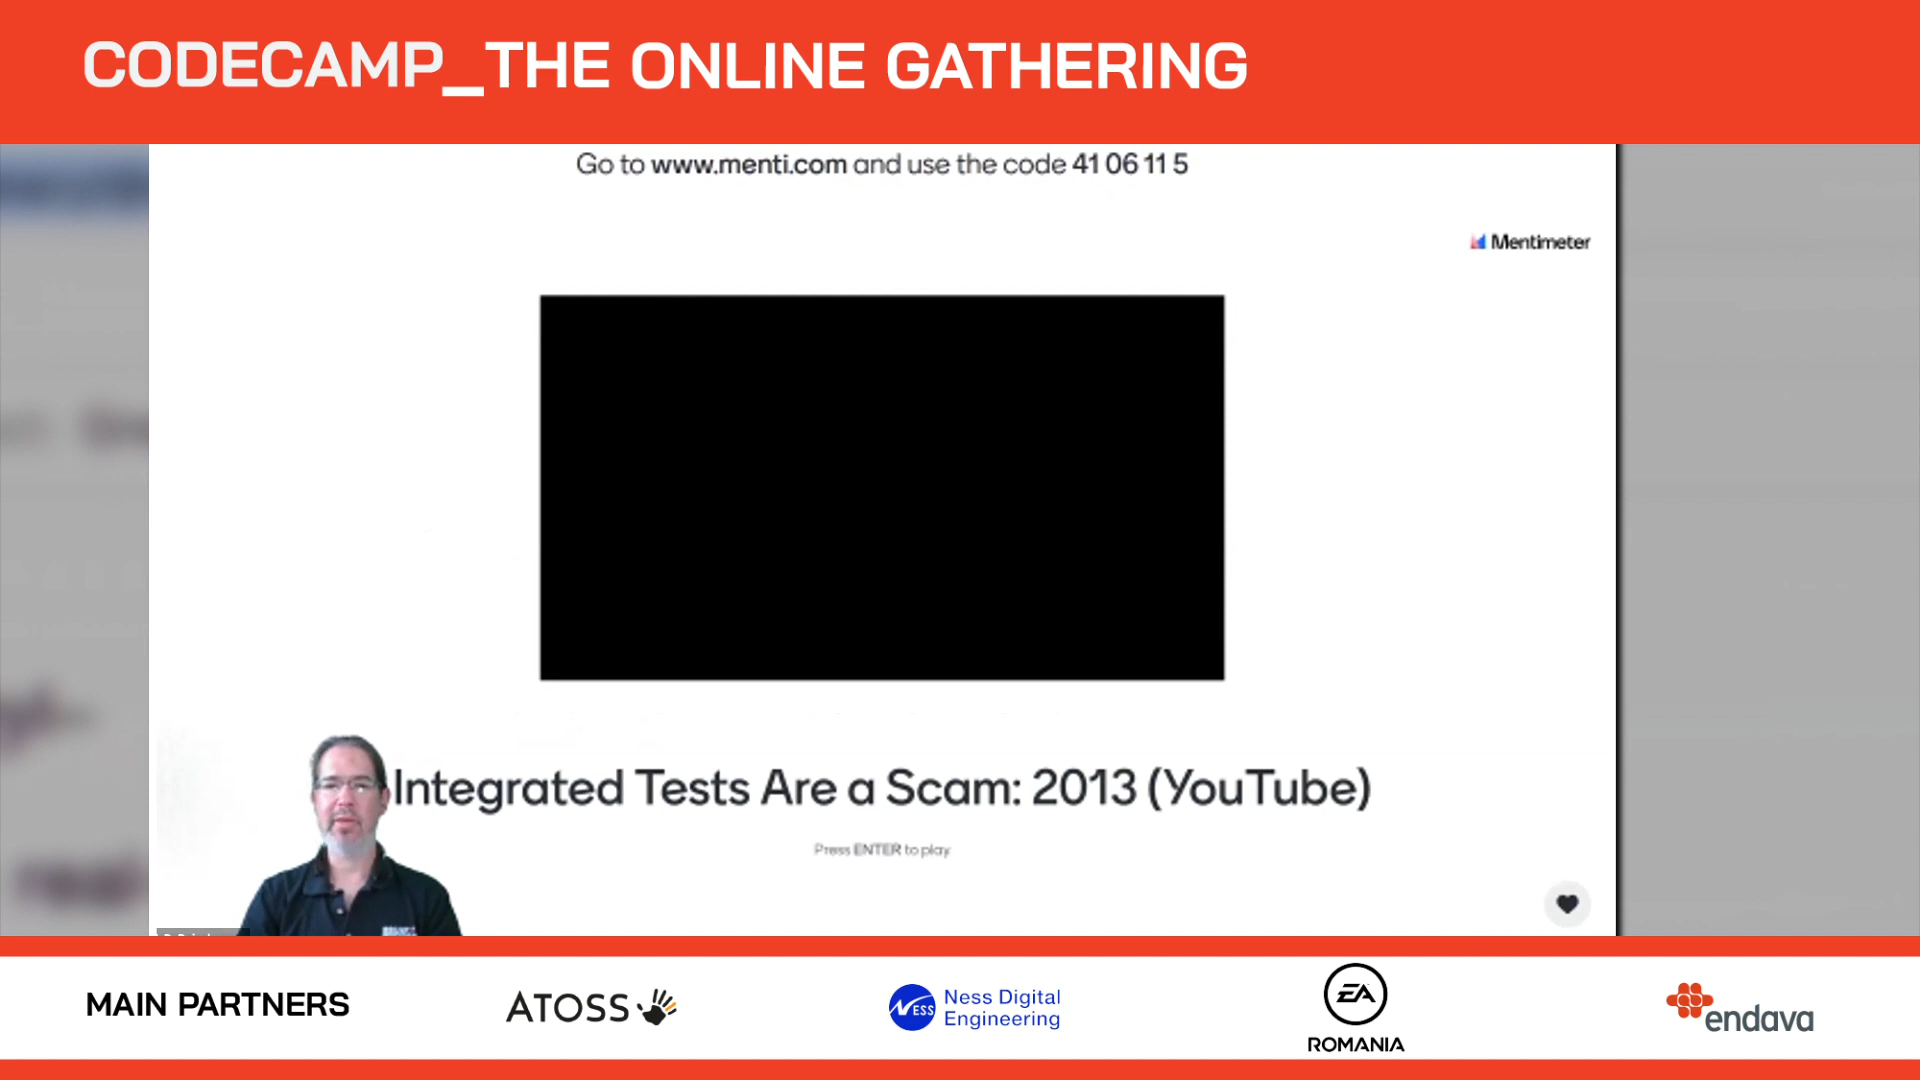 CODECAMP_THE ONLINE GATHERING
Go to www.menti.com and use the code 41 06 11 5
Mentimeter
Integrated Tests Are a Scam: 2013 (YouTube)
Press ENTER to play
MAIN PARTNERS
ATOSS
NESS
Ness Digital
Engineering
EA
ROMANIA
endava